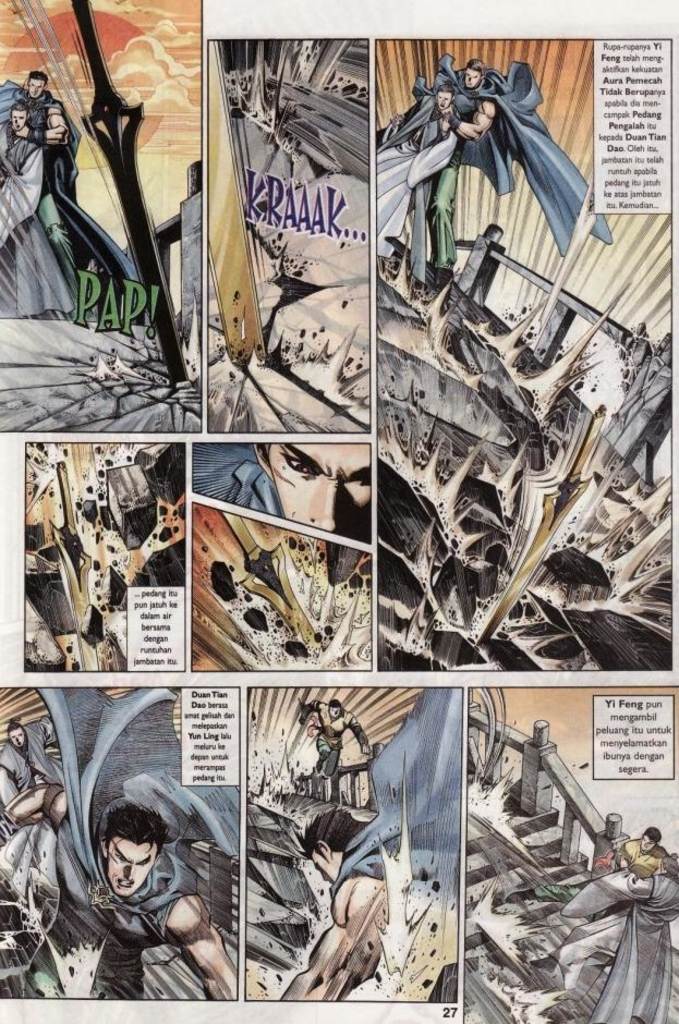 PAP!
KRAAAK...
Rupa-rupanya Yi
Feng telah meng-
aktifkan kekuatan
Aura Pemecah
Tidak Berupanya
apabila dia men-
campak Pedang
Pengalah itu
kepada Duan Tian
Dao. Oleh itu,
jambatan itu telah
runtuh apabila
pedang itu jatuh
ke atas jambatan
itu. Kemudian...
... pedang itu
pun jatuh ke
dalam air
bersama
dengan
runtuhan
jambatan itu.
Duan Tian
Dao berasa
amat gelisah dan
melepaskan
Yun Ling lalu
meluru ke
depan untuk
merampas
pedang itu.
Yi Feng pun
mengambil
peluang itu untuk
menyelamatkan
ibunya dengan
segera.
27